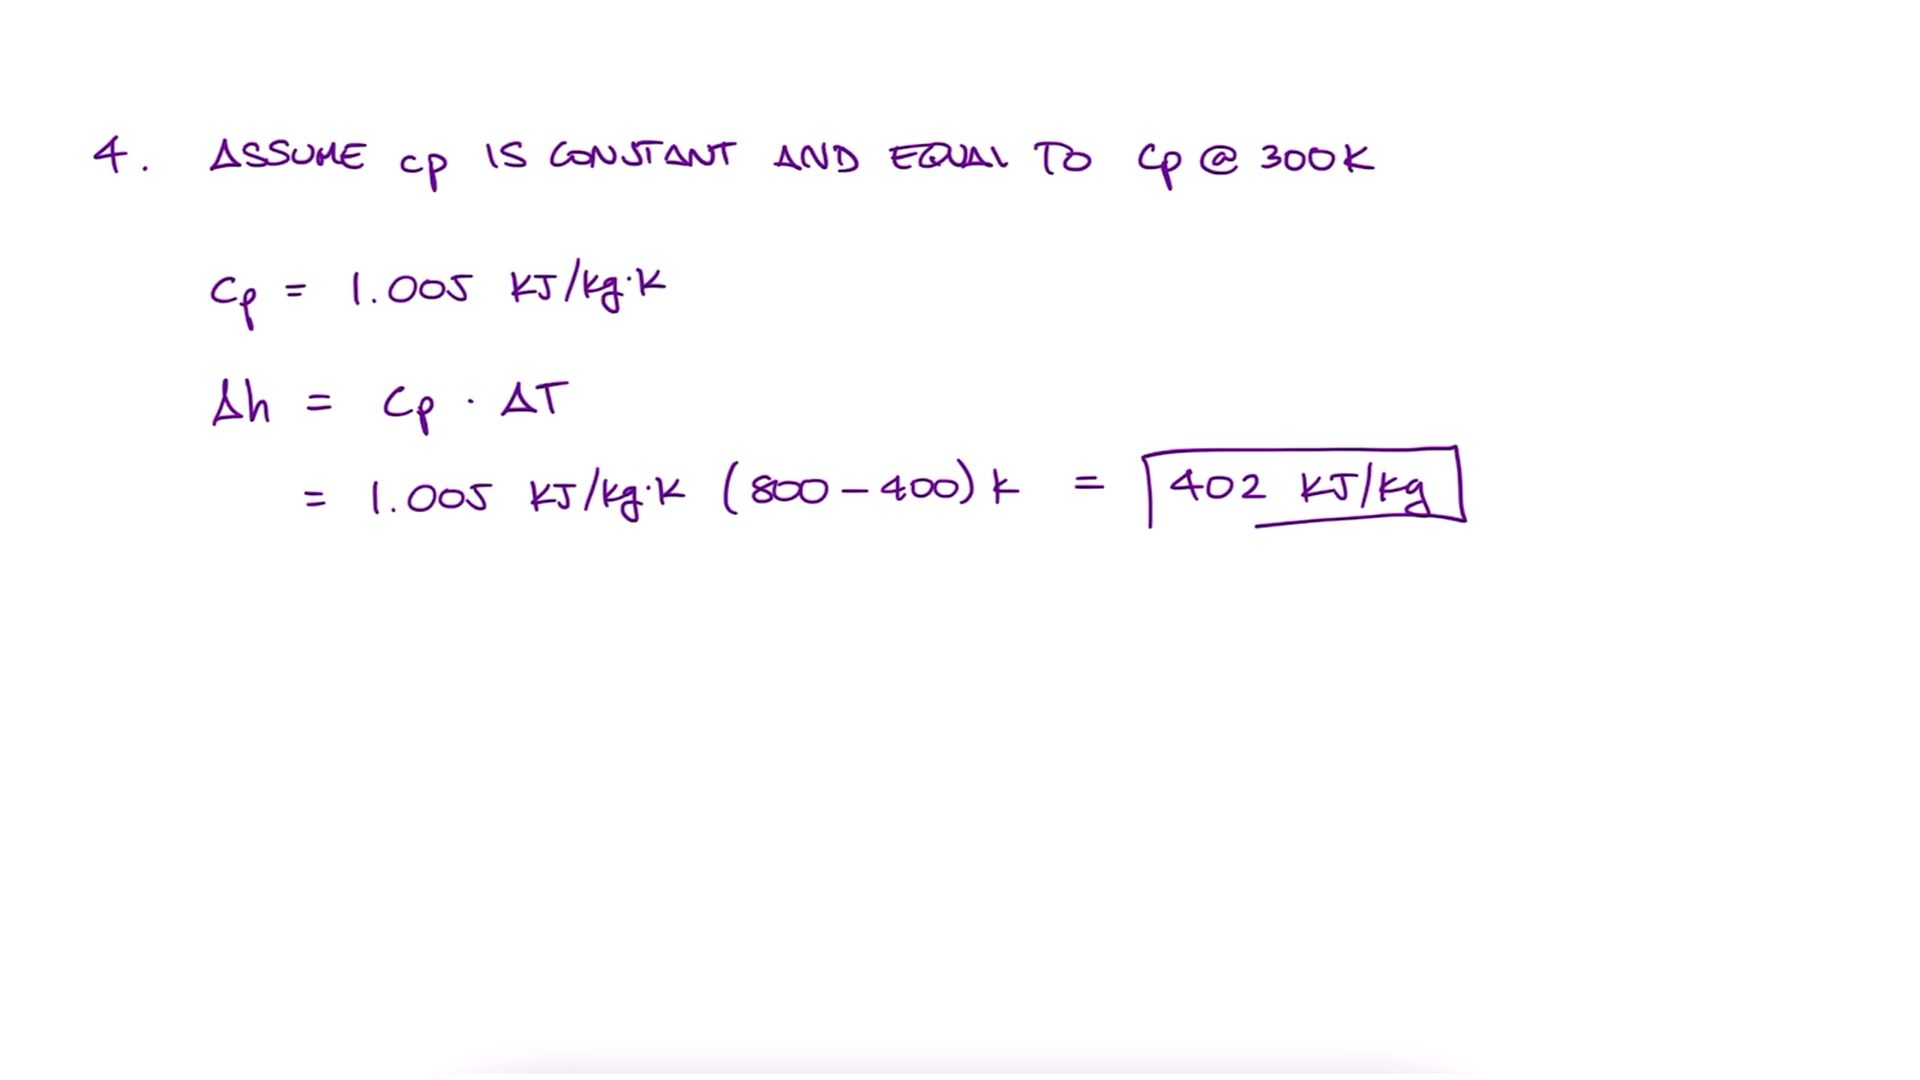 4. ASSUME cp IS CONSTANT AND EQUAL TO Cp @ 300K
Cp = 1.005 KJ/kg·K
Δh = Cp · ΔT
= 1.005 KJ/kg·K (800-400) K = 402 KJ/kg